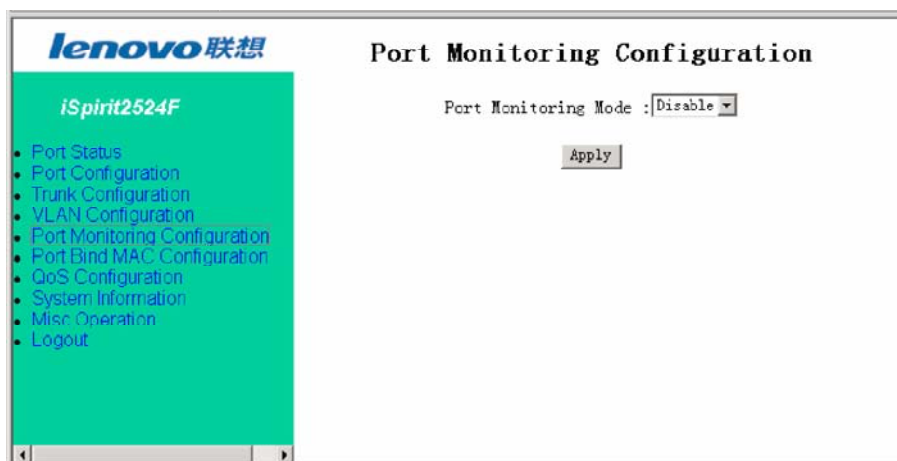 lenovo联想
iSpirit2524F
Port Status
Port Configuration
Trunk Configuration
VLAN Configuration
Port Monitoring Configuration
Port Bind MAC Configuration
QoS Configuration
System Information
Misc Operation
Logout
Port Monitoring Configuration
Port Monitoring Mode :Disable
Apply